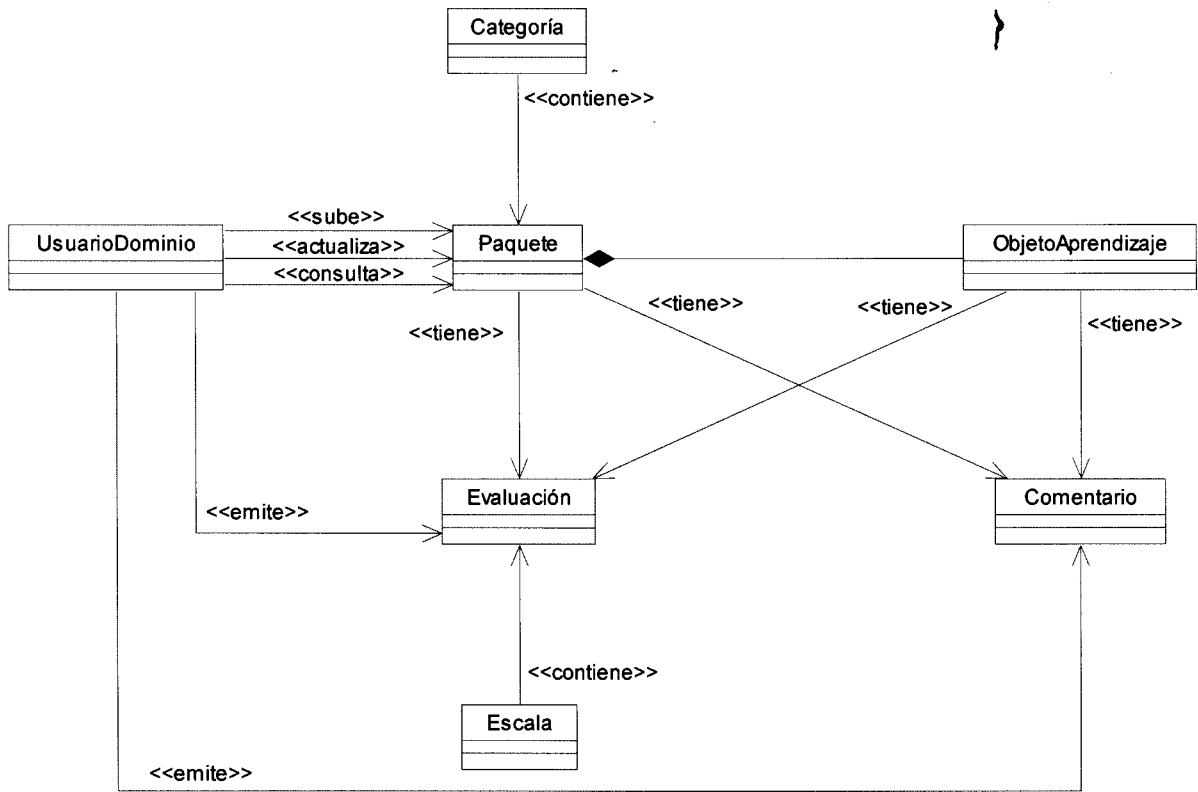 Categoría
<<contiene>>
<<sube>>
UsuarioDominio
<<actualiza>>
Paquete
ObjetoAprendizaje
<<consulta>>
<<tiene>>
<<tiene>>
<<tiene>>
<<tiene>>
Evaluación
Comentario
<<emite>>
<<contiene>>
Escala
<<emite>>